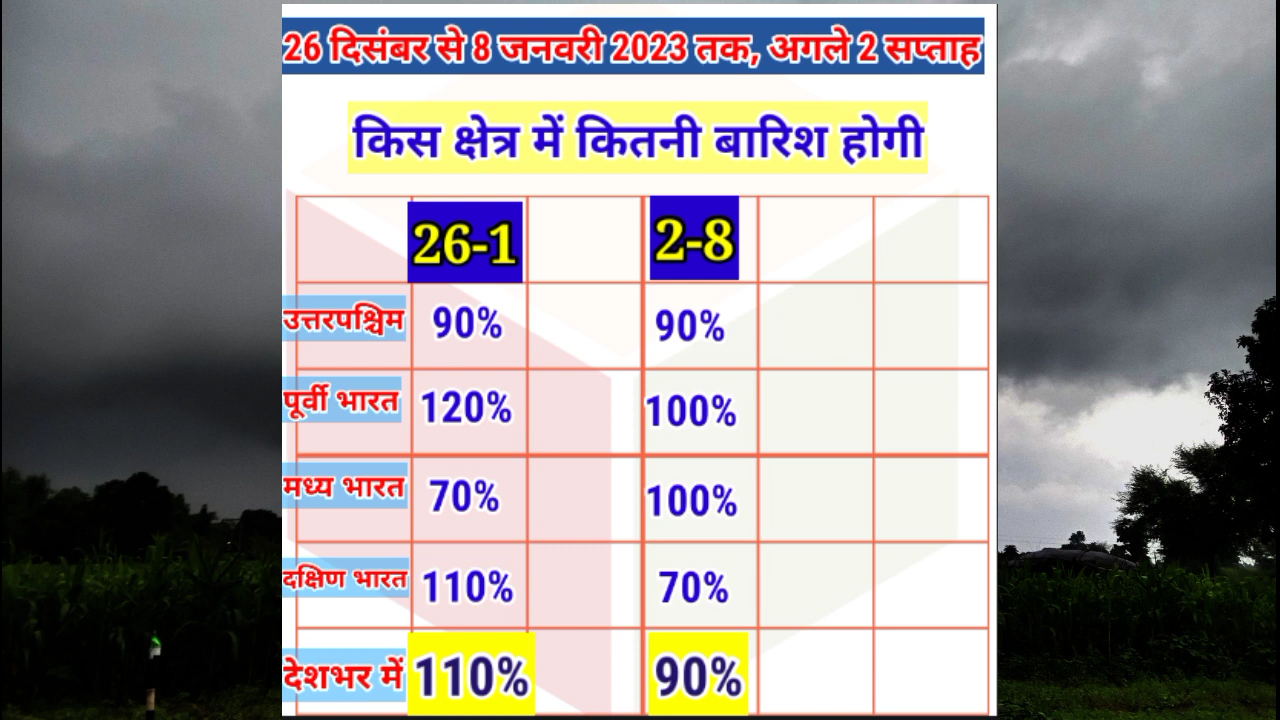 26 दिसंबर से 8 जनवरी 2023 तक, अगले 2 सप्ताह
किस क्षेत्र में कितनी बारिश होगी
26-1 2-8
उत्तरपश्चिम 90% 90%
पूर्वी भारत 120% 100%
मध्य भारत 70% 100%
दक्षिण भारत 110% 70%
देशभर में 110% 90%